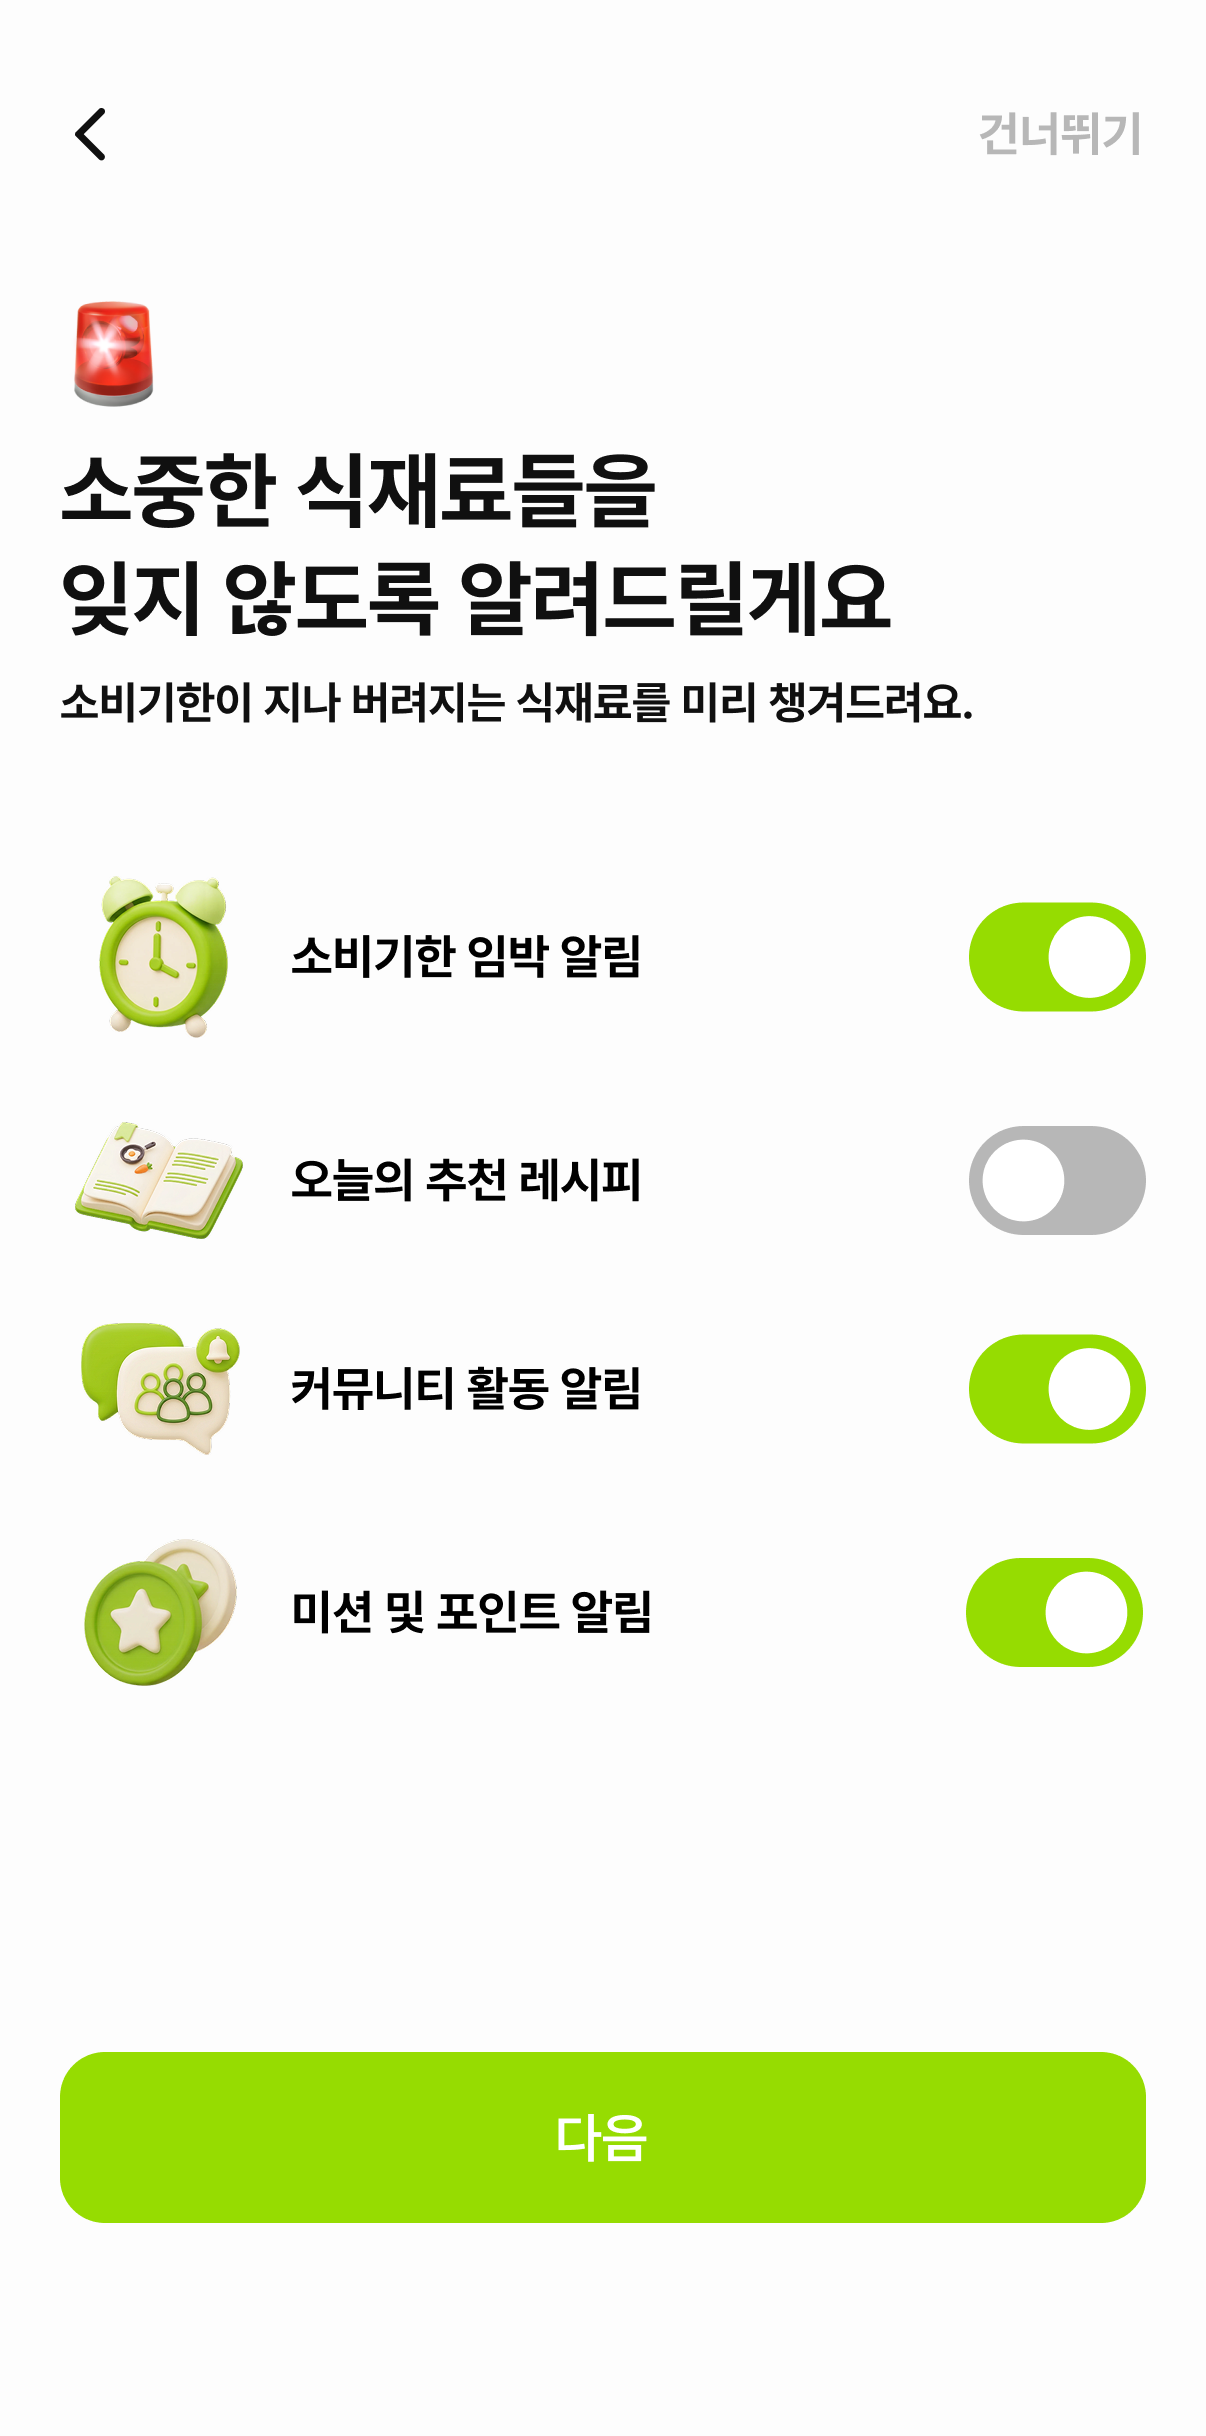 건너뛰기
소중한 식재료들을
잊지 않도록 알려드릴게요
소비기한이 지나 버려지는 식재료를 미리 챙겨드려요.
소비기한 임박 알림
오늘의 추천 레시피
커뮤니티 활동 알림
미션 및 포인트 알림
다음